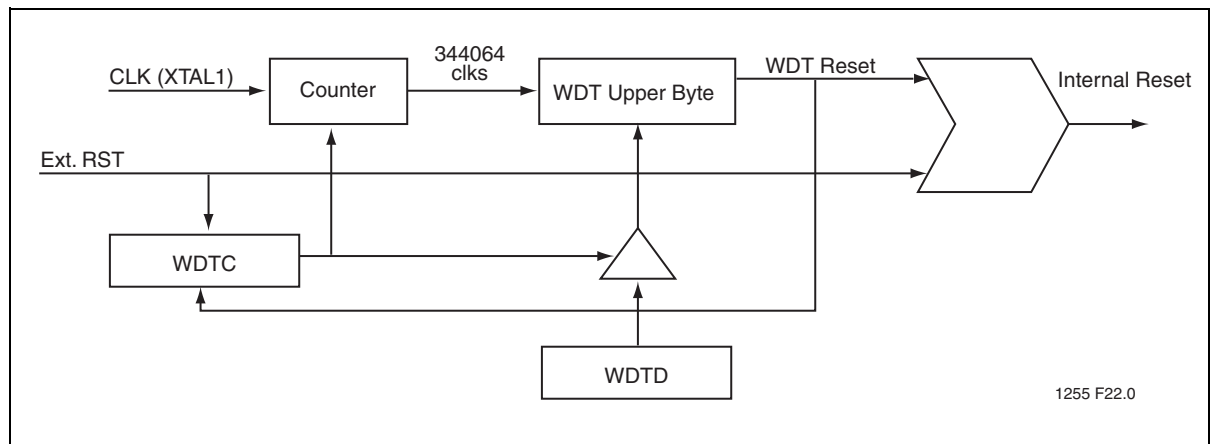 344064
clks
CLK (XTAL1)
Counter
WDT Upper Byte
WDT Reset
Internal Reset
Ext. RST
WDTC
WDTD
1255 F22.0